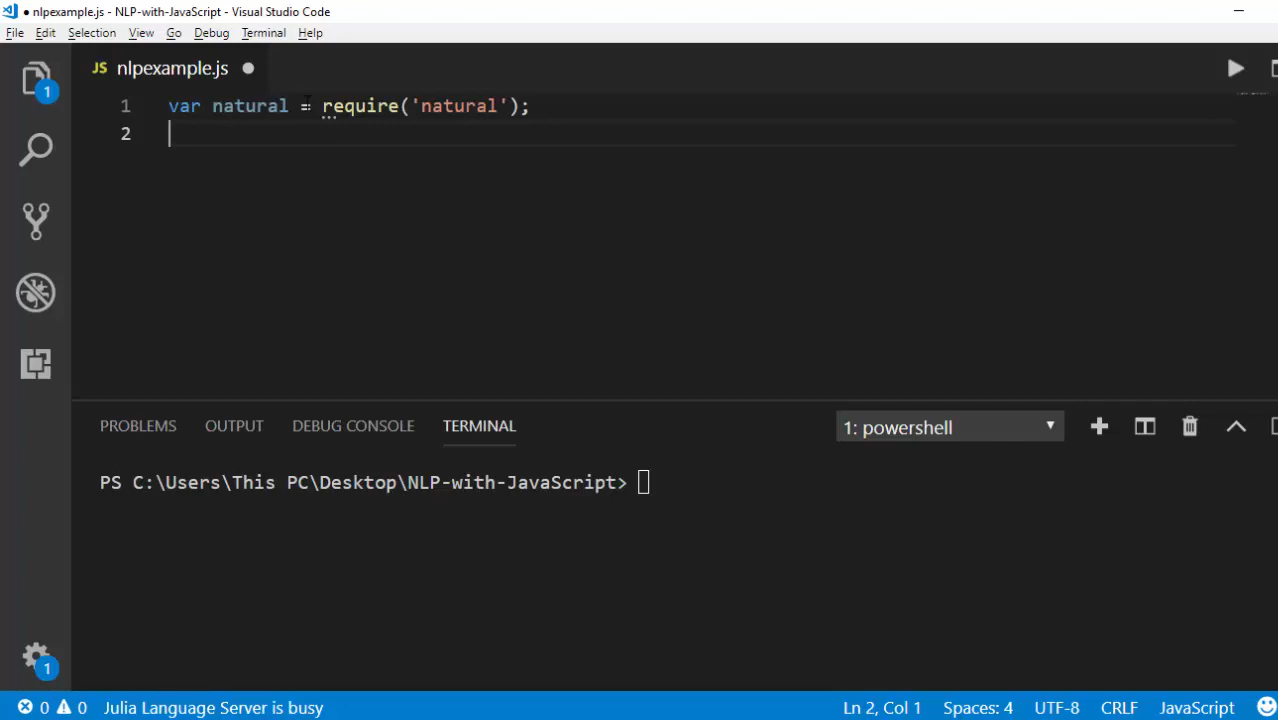 ● nlpexample.js - NLP-with-JavaScript - Visual Studio Code
File Edit Selection View Go Debug Terminal Help
JS nlpexample.js ●
1 var natural = require('natural');
2
PROBLEMS OUTPUT DEBUG CONSOLE TERMINAL 1: powershell
PS C:\Users\This PC\Desktop\NLP-with-JavaScript>
1
1
0 0 Julia Language Server is busy Ln 2, Col 1 Spaces: 4 UTF-8 CRLF JavaScript